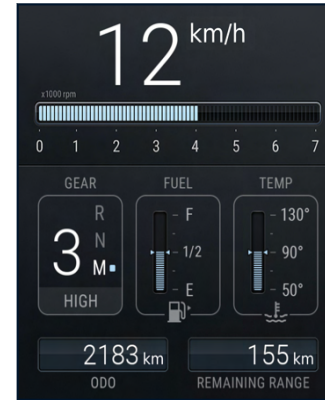 12 km/h
x1000 rpm
0 1 2 3 4 5 6 7
GEAR FUEL TEMP
R F 130°
3 N 1/2 90°
M
HIGH E 50°
2183 km 155 km
ODO REMAINING RANGE